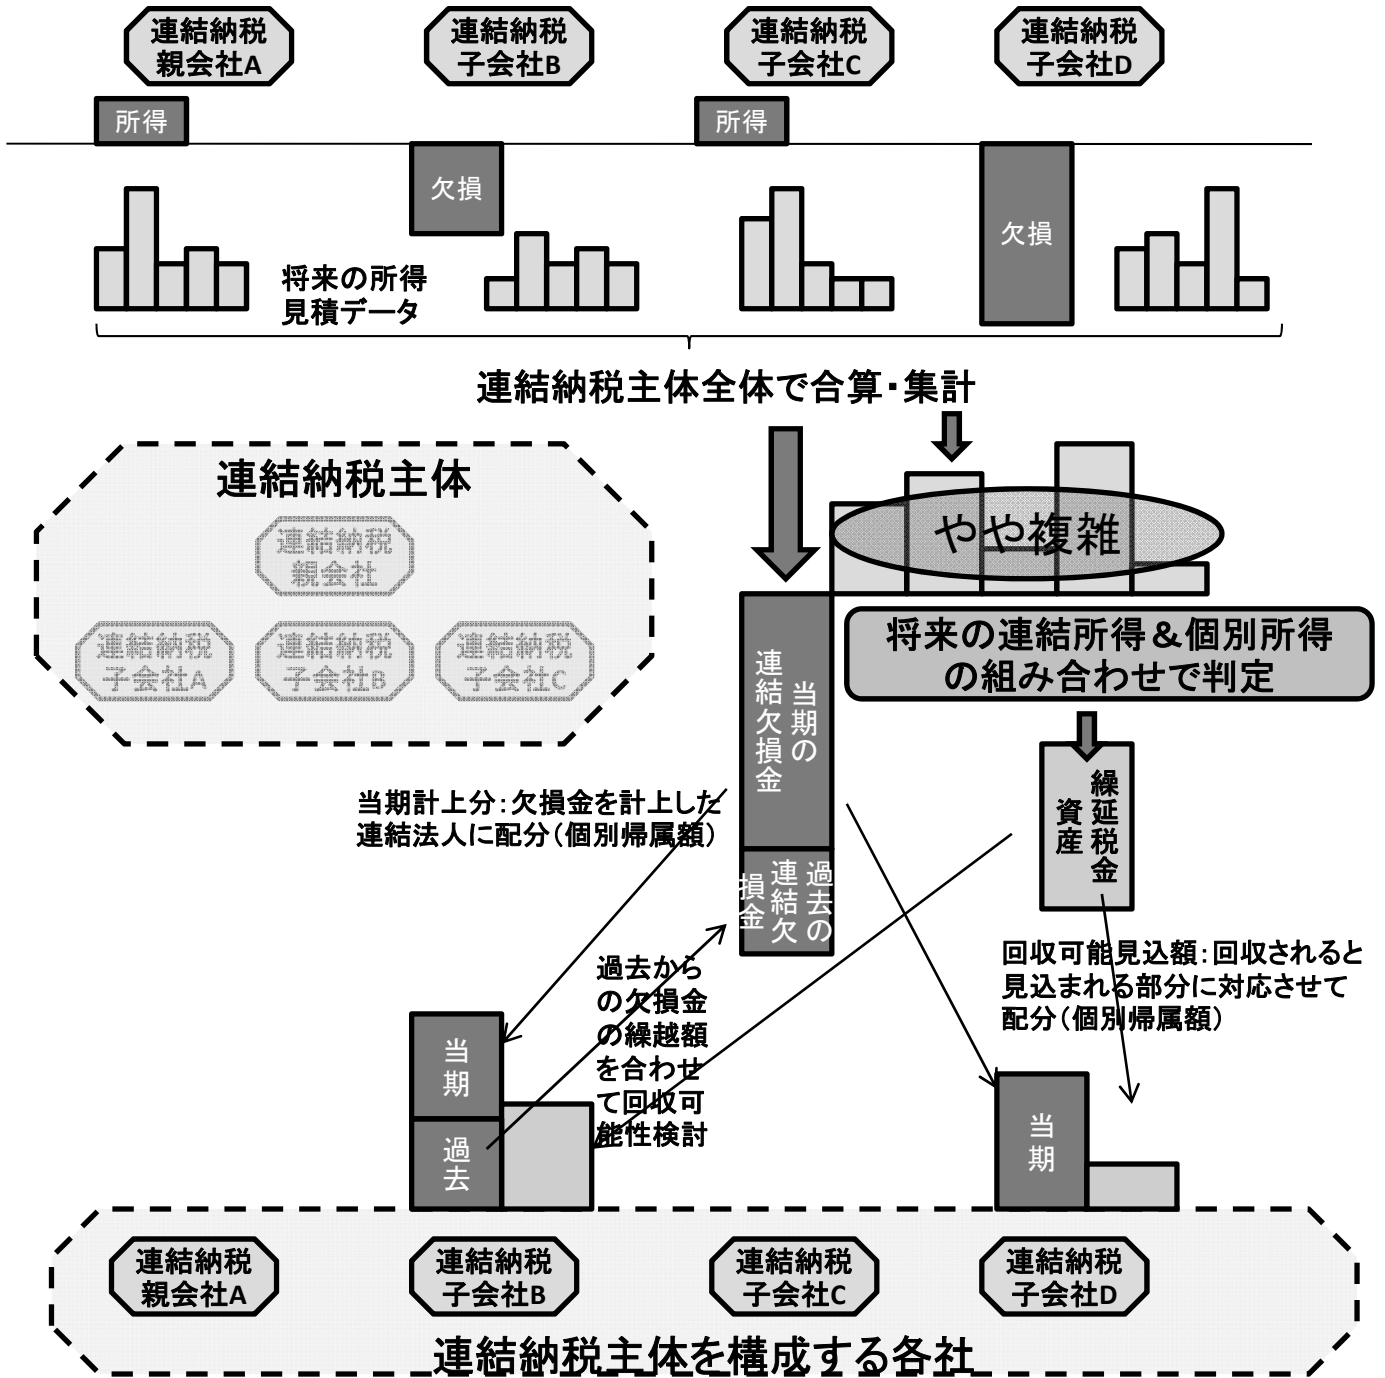 連結納税
親会社A
連結納税
子会社B
連結納税
子会社C
連結納税
子会社D
所得
欠損
所得
欠損
将来の所得
見積データ
連結納税主体全体で合算・集計
連結納税主体
連結納税
親会社
連結納税
子会社A
連結納税
子会社B
連結納税
子会社C
やや複雑
将来の連結所得＆個別所得
の組み合わせで判定
当期の
連結欠損金
過去の
連結欠
損金
繰延税金
資産
当期計上分：欠損金を計上した
連結法人に配分（個別帰属額）
過去から
の欠損金
の繰越額
を合わせ
て回収可
能性検討
回収可能見込額：回収されると
見込まれる部分に対応させて
配分（個別帰属額）
当期
過去
当期
連結納税
親会社A
連結納税
子会社B
連結納税
子会社C
連結納税
子会社D
連結納税主体を構成する各社